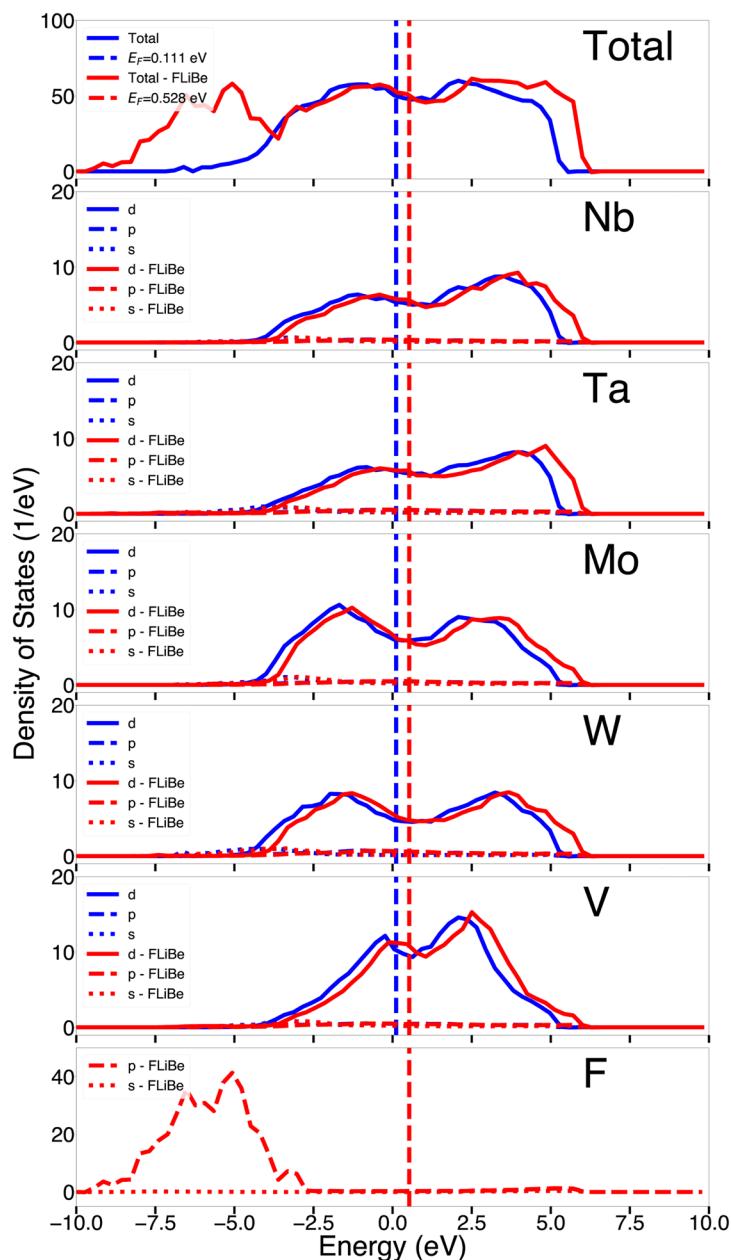 100
Total
E_F=0.111 eV
Total - FLiBe
E_F=0.528 eV
Total
50
0
20
d
p
s
d - FLiBe
p - FLiBe
s - FLiBe
Nb
10
0
20
d
p
s
d - FLiBe
p - FLiBe
s - FLiBe
Ta
10
0
20
d
p
s
d - FLiBe
p - FLiBe
s - FLiBe
Mo
10
0
20
d
p
s
d - FLiBe
p - FLiBe
s - FLiBe
W
10
0
20
d
p
s
d - FLiBe
p - FLiBe
s - FLiBe
V
10
0
p - FLiBe
s - FLiBe
F
40
20
0
Density of States (1/eV)
−10.0 −7.5 −5.0 −2.5 0.0 2.5 5.0 7.5 10.0
Energy (eV)